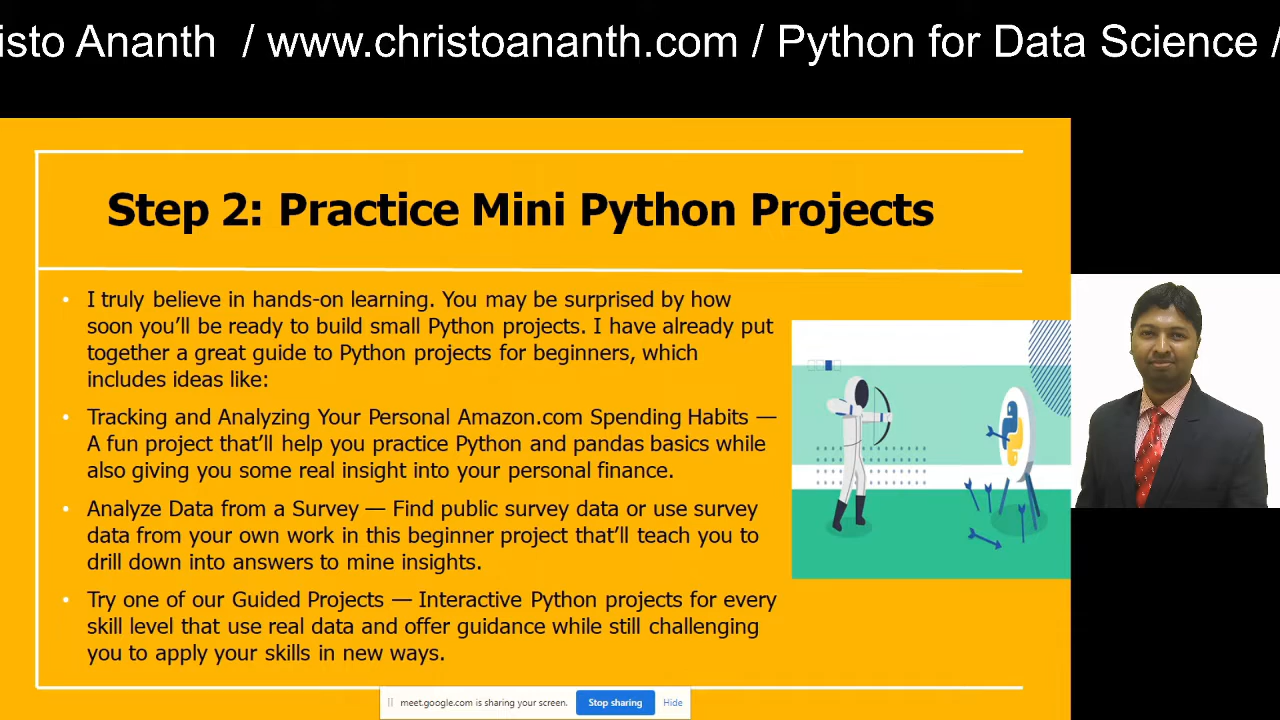 isto Ananth / www.christoananth.com / Python for Data Science /
Step 2: Practice Mini Python Projects
• I truly believe in hands-on learning. You may be surprised by how
soon you'll be ready to build small Python projects. I have already put
together a great guide to Python projects for beginners, which
includes ideas like:
• Tracking and Analyzing Your Personal Amazon.com Spending Habits —
A fun project that'll help you practice Python and pandas basics while
also giving you some real insight into your personal finance.
• Analyze Data from a Survey — Find public survey data or use survey
data from your own work in this beginner project that'll teach you to
drill down into answers to mine insights.
• Try one of our Guided Projects — Interactive Python projects for every
skill level that use real data and offer guidance while still challenging
you to apply your skills in new ways.
meet.google.com is sharing your screen. Stop sharing Hide